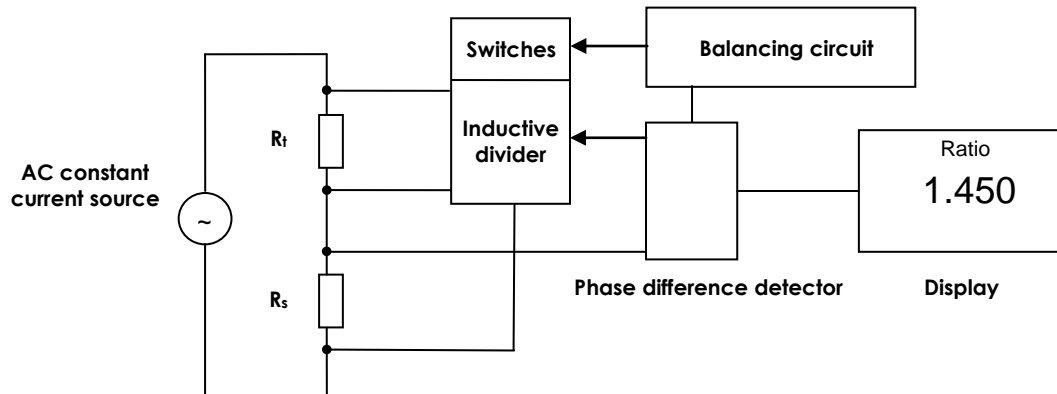 Switches
Balancing circuit
Inductive
divider
Rt
AC constant
current source
~
Ratio
1.450
Rs
Phase difference detector
Display